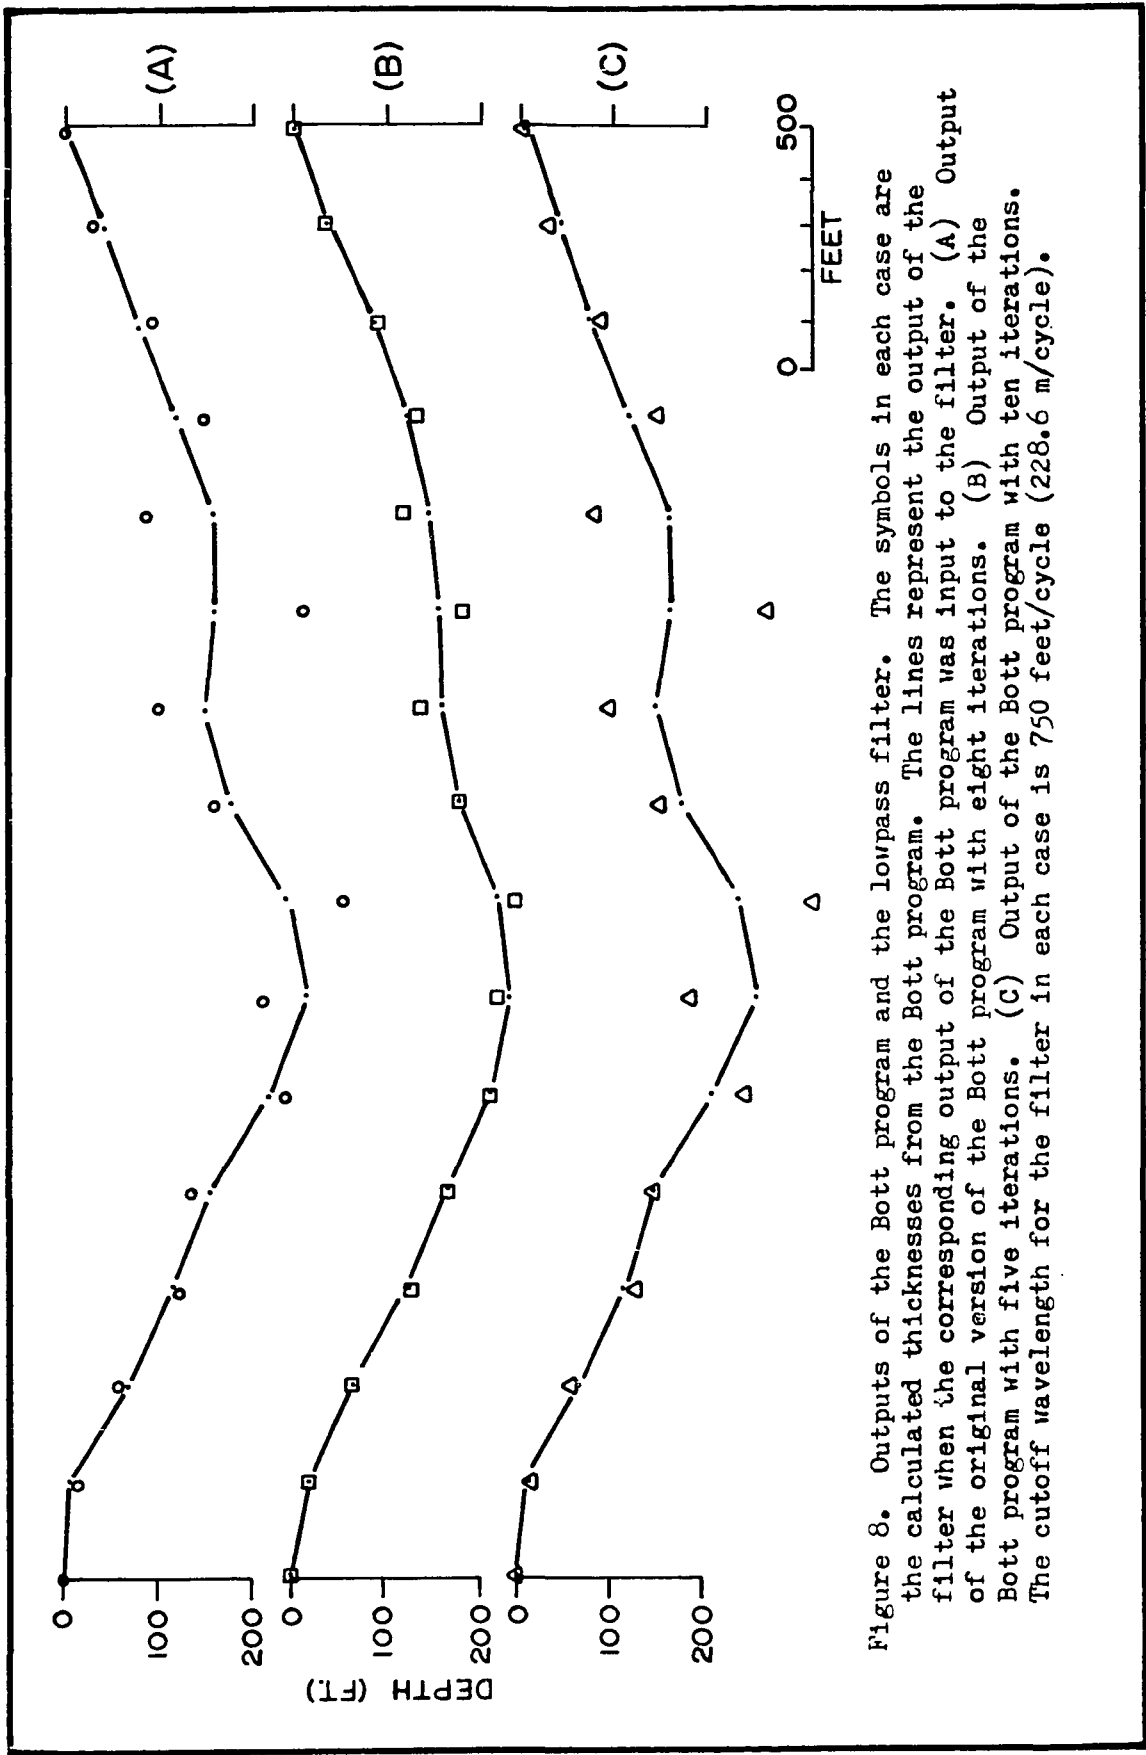 (A)
(B)
(C)
0
100
200
0
100
200
0
100
200
DEPTH (FT.)
0 500
FEET
Figure 8. Outputs of the Bott program and the lowpass filter. The symbols in each case are
the calculated thicknesses from the Bott program. The lines represent the output of the
filter when the corresponding output of the Bott program was input to the filter. (A) Output
of the original version of the Bott program with eight iterations. (B) Output of the
Bott program with five iterations. (C) Output of the Bott program with ten iterations.
The cutoff wavelength for the filter in each case is 750 feet/cycle (228.6 m/cycle).